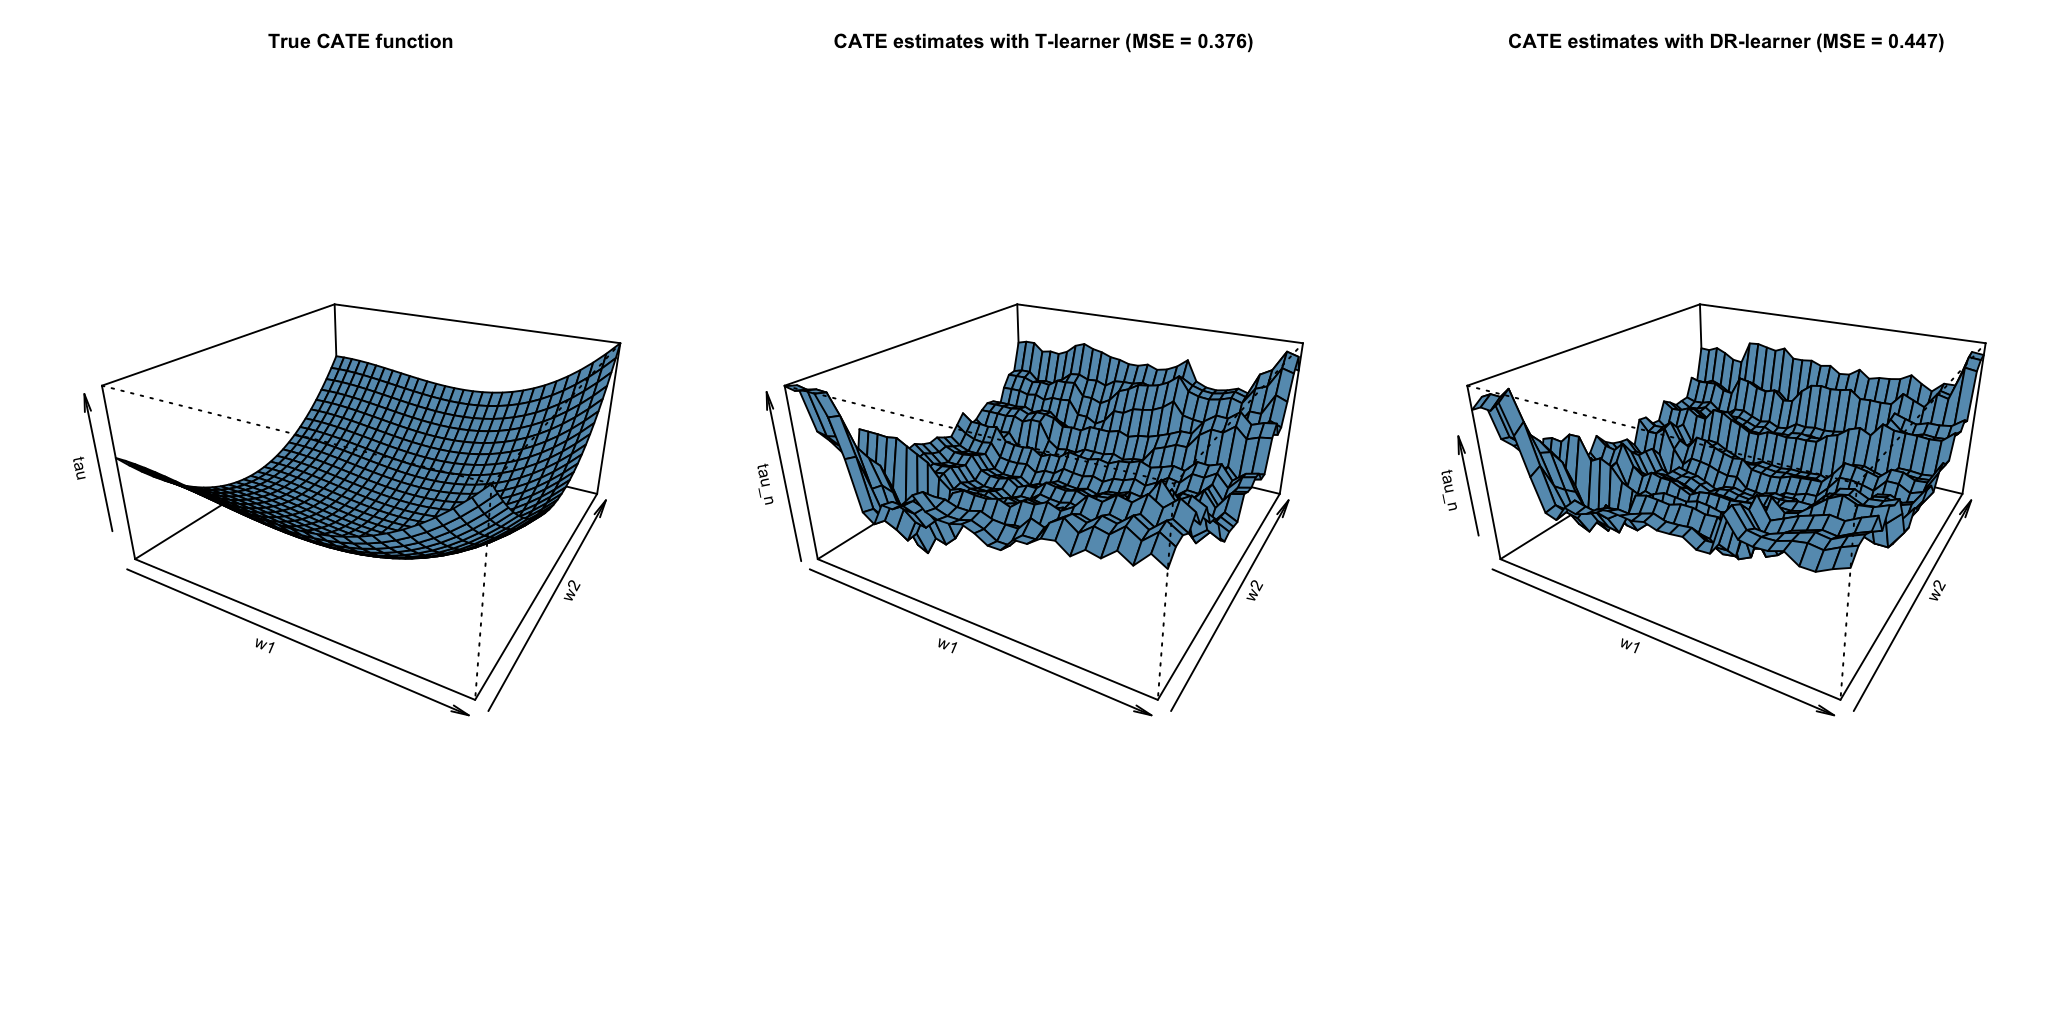 True CATE function
CATE estimates with T-learner (MSE = 0.376)
CATE estimates with DR-learner (MSE = 0.447)
tau
w1
w2
tau_n
w1
w2
tau_n
w1
w2